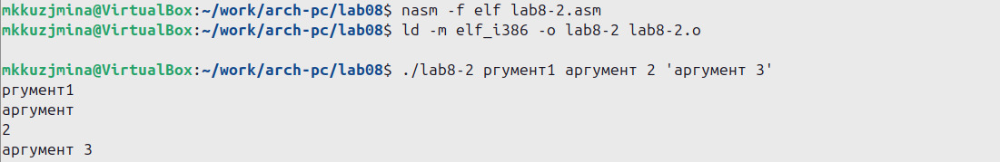 mkkuzjmina@VirtualBox:~/work/arch-pc/lab08$ nasm -f elf lab8-2.asm
mkkuzjmina@VirtualBox:~/work/arch-pc/lab08$ ld -m elf_i386 -o lab8-2 lab8-2.o
mkkuzjmina@VirtualBox:~/work/arch-pc/lab08$ ./lab8-2 ргумент1 аргумент 2 'аргумент 3'
ргумент1
аргумент
2
аргумент 3